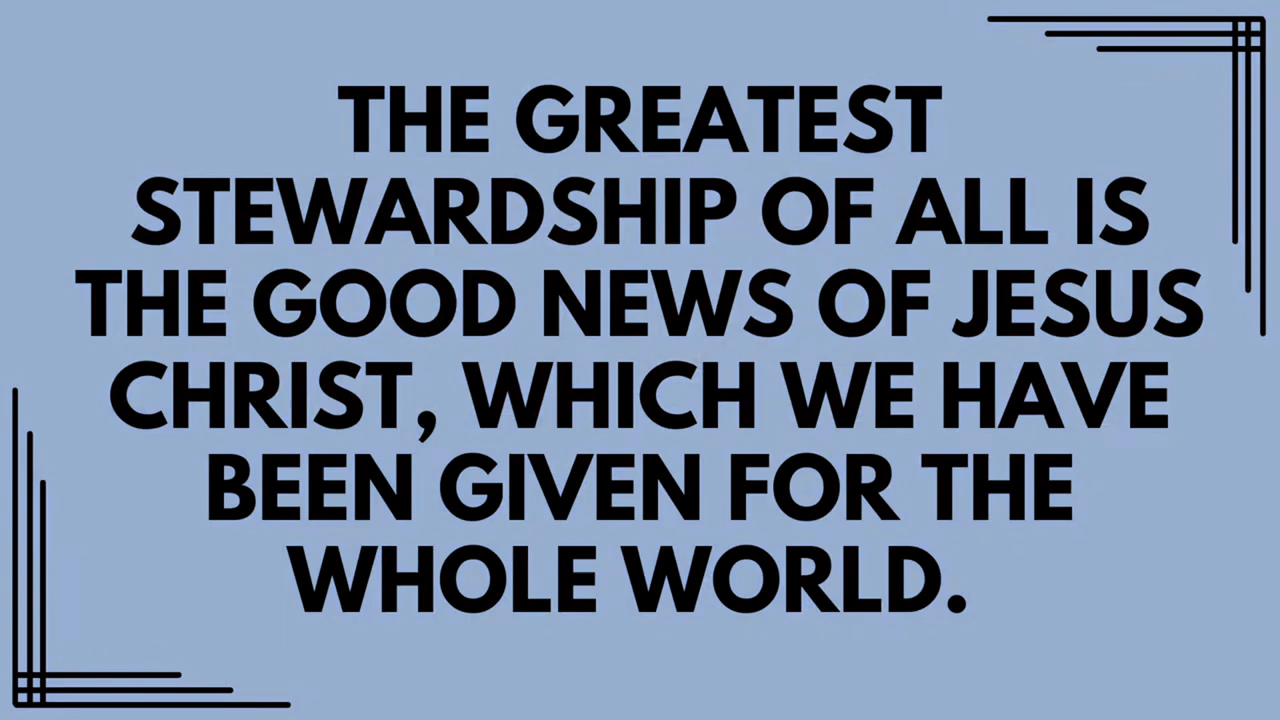 THE GREATEST
STEWARDSHIP OF ALL IS
THE GOOD NEWS OF JESUS
CHRIST, WHICH WE HAVE
BEEN GIVEN FOR THE
WHOLE WORLD.